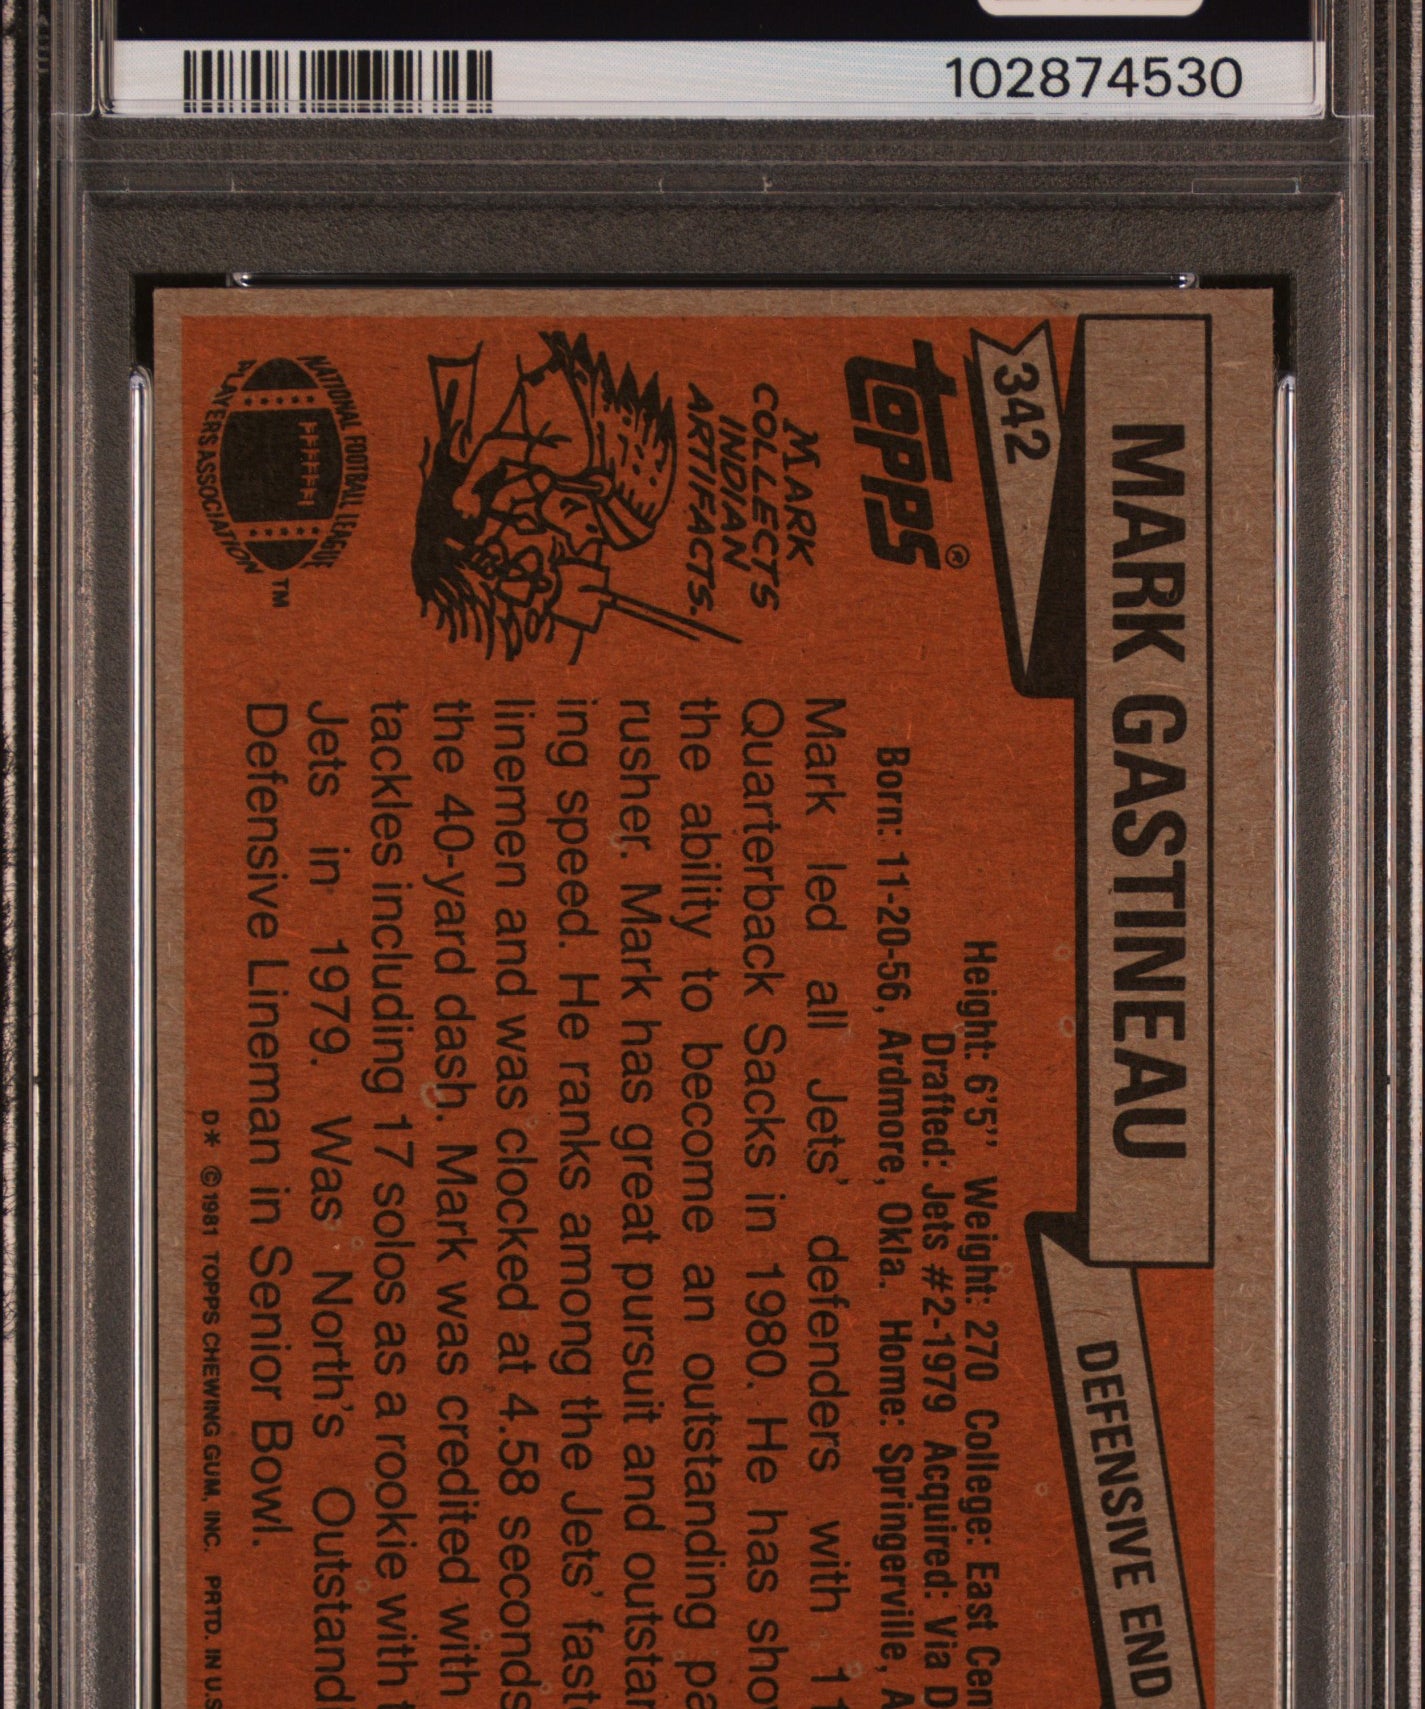 102874530
MARK GASTINEAU
342
DEFENSIVE END
Height: 6'5'' Weight: 270 College: East Cen
Drafted: Jets #2-1979 Acquired: Via D
Born: 11-20-56, Ardmore, Okla. Home: Springerville, A
TOPPS®
MARK
COLLECTS
INDIAN
ARTIFACTS.
Mark led all Jets' defenders with 11
Quarterback Sacks in 1980. He has show
the ability to become an outstanding pa
rusher. Mark has great pursuit and outstan
ing speed. He ranks among the Jets' faste
linemen and was clocked at 4.58 seconds
the 40-yard dash. Mark was credited with
tackles including 17 solos as a rookie with t
Jets in 1979. Was North's Outstand
Defensive Lineman in Senior Bowl.
NATIONAL FOOTBALL LEAGUE
PLAYERS ASSOCIATION
TM
D* © 1981 TOPPS CHEWING GUM, INC. PRTD. IN U.S